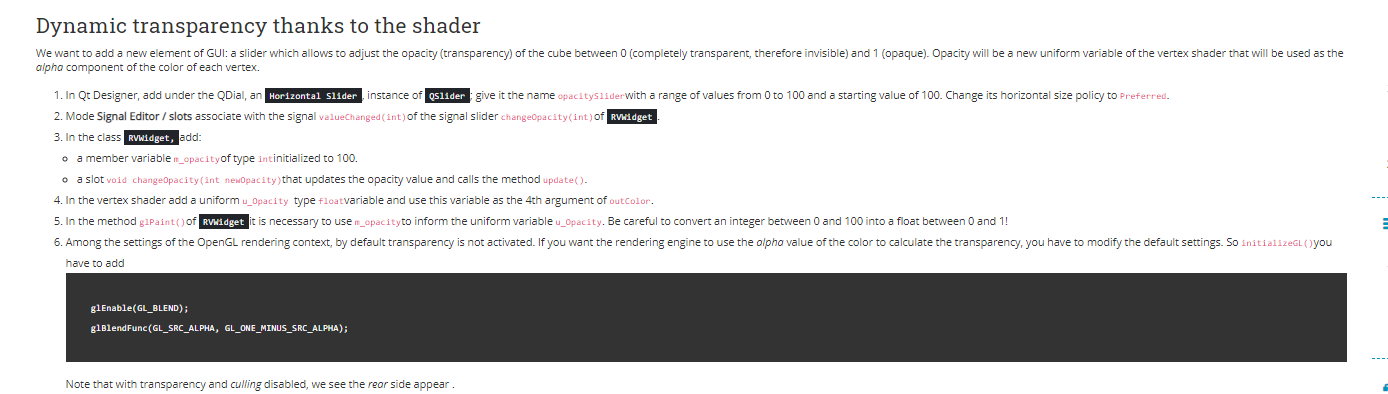 Dynamic transparency thanks to the shader
We want to add a new element of GUI: a slider which allows to adjust the opacity (transparency) of the cube between 0 (completely transparent, therefore invisible) and 1 (opaque). Opacity will be a new uniform variable of the vertex shader that will be used as the
alpha component of the color of each vertex.
1. In Qt Designer, add under the QDial, an Horizontal Slider , instance of QSlider ; give it the name opacitySliderwith a range of values from 0 to 100 and a starting value of 100. Change its horizontal size policy to Preferred.
2. Mode Signal Editor / slots associate with the signal valueChanged(int)of the signal slider changeOpacity(int)of RVWidget .
3. In the class RVWidget, add:
o a member variable m_opacityof type intinitialized to 100.
o a slot void changeOpacity(int newOpacity)that updates the opacity value and calls the method update().
4. In the vertex shader add a uniform u_Opacity type floatvariable and use this variable as the 4th argument of outColor.
5. In the method glPaint()of RVWidget it is necessary to use m_opacityto inform the uniform variable u_Opacity. Be careful to convert an integer between 0 and 100 into a float between 0 and 1!
6. Among the settings of the OpenGL rendering context, by default transparency is not activated. If you want the rendering engine to use the alpha value of the color to calculate the transparency, you have to modify the default settings. So initializeGL()you
have to add
glEnable(GL_BLEND);
glBlendFunc(GL_SRC_ALPHA, GL_ONE_MINUS_SRC_ALPHA);
Note that with transparency and culling disabled, we see the rear side appear .